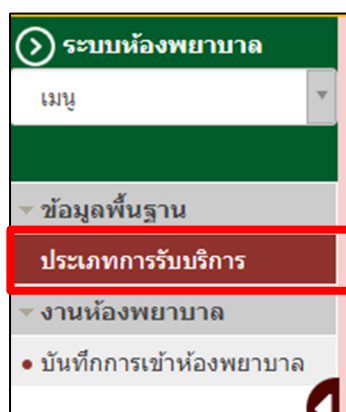 ระบบห้องพยาบาล
เมนู
ข้อมูลพื้นฐาน
ประเภทการรับบริการ
งานห้องพยาบาล
บันทึกการเข้าห้องพยาบาล